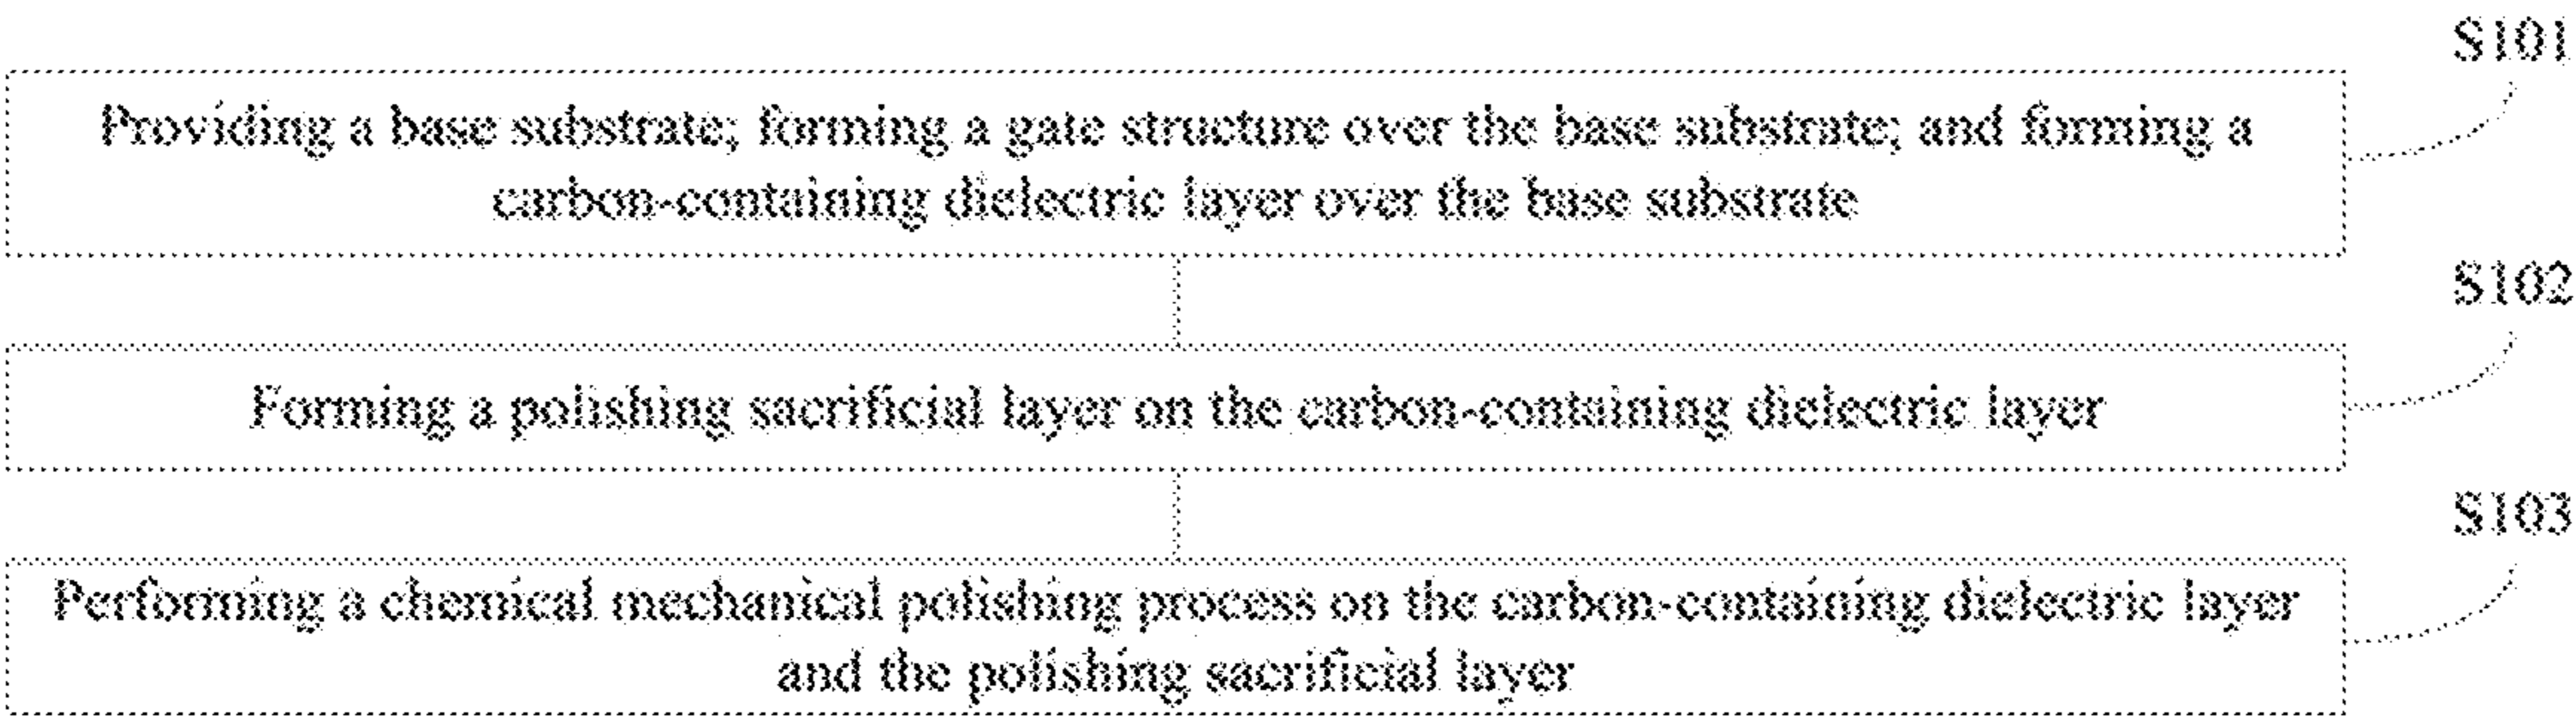 S101
Providing a base substrate; forming a gate structure over the base substrate; and forming a
carbon-containing dielectric layer over the base substrate
S102
Forming a polishing sacrificial layer on the carbon-containing dielectric layer
S103
Performing a chemical mechanical polishing process on the carbon-containing dielectric layer
and the polishing sacrificial layer